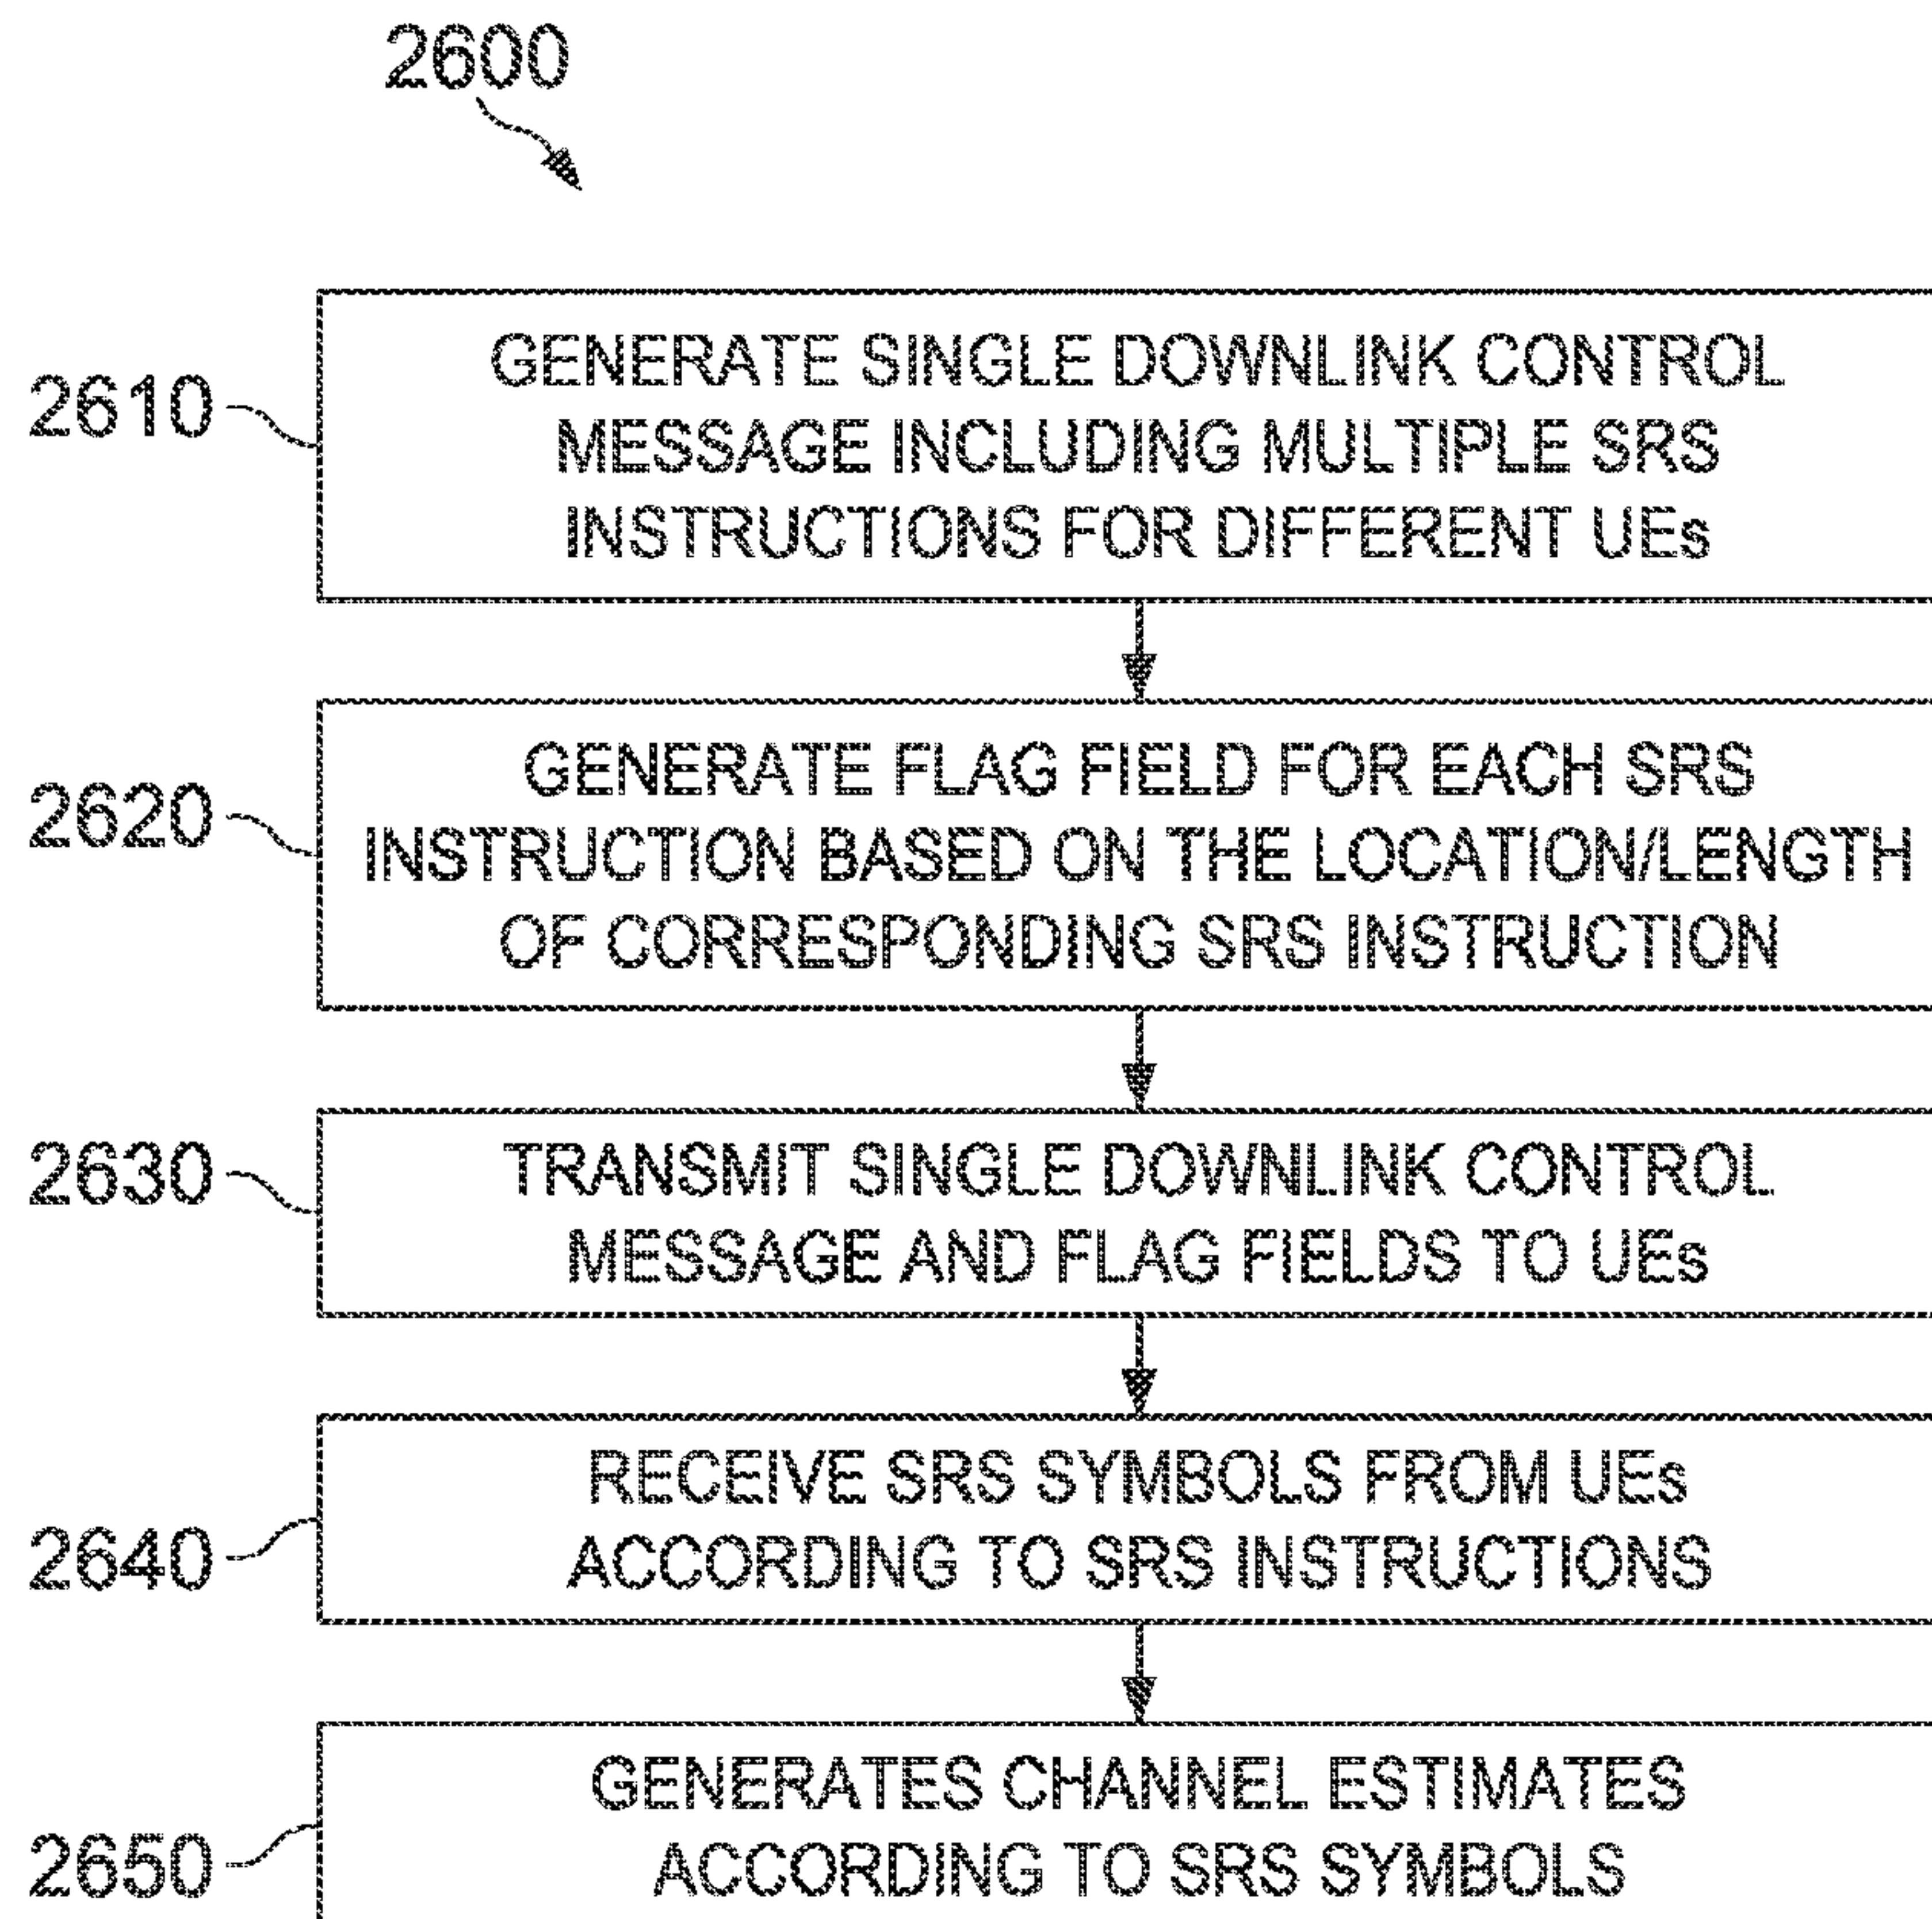 2600
2610
GENERATE SINGLE DOWNLINK CONTROL
MESSAGE INCLUDING MULTIPLE SRS
INSTRUCTIONS FOR DIFFERENT UEs
2620
GENERATE FLAG FIELD FOR EACH SRS
INSTRUCTION BASED ON THE LOCATION/LENGTH
OF CORRESPONDING SRS INSTRUCTION
2630
TRANSMIT SINGLE DOWNLINK CONTROL
MESSAGE AND FLAG FIELDS TO UEs
2640
RECEIVE SRS SYMBOLS FROM UEs
ACCORDING TO SRS INSTRUCTIONS
2650
GENERATES CHANNEL ESTIMATES
ACCORDING TO SRS SYMBOLS